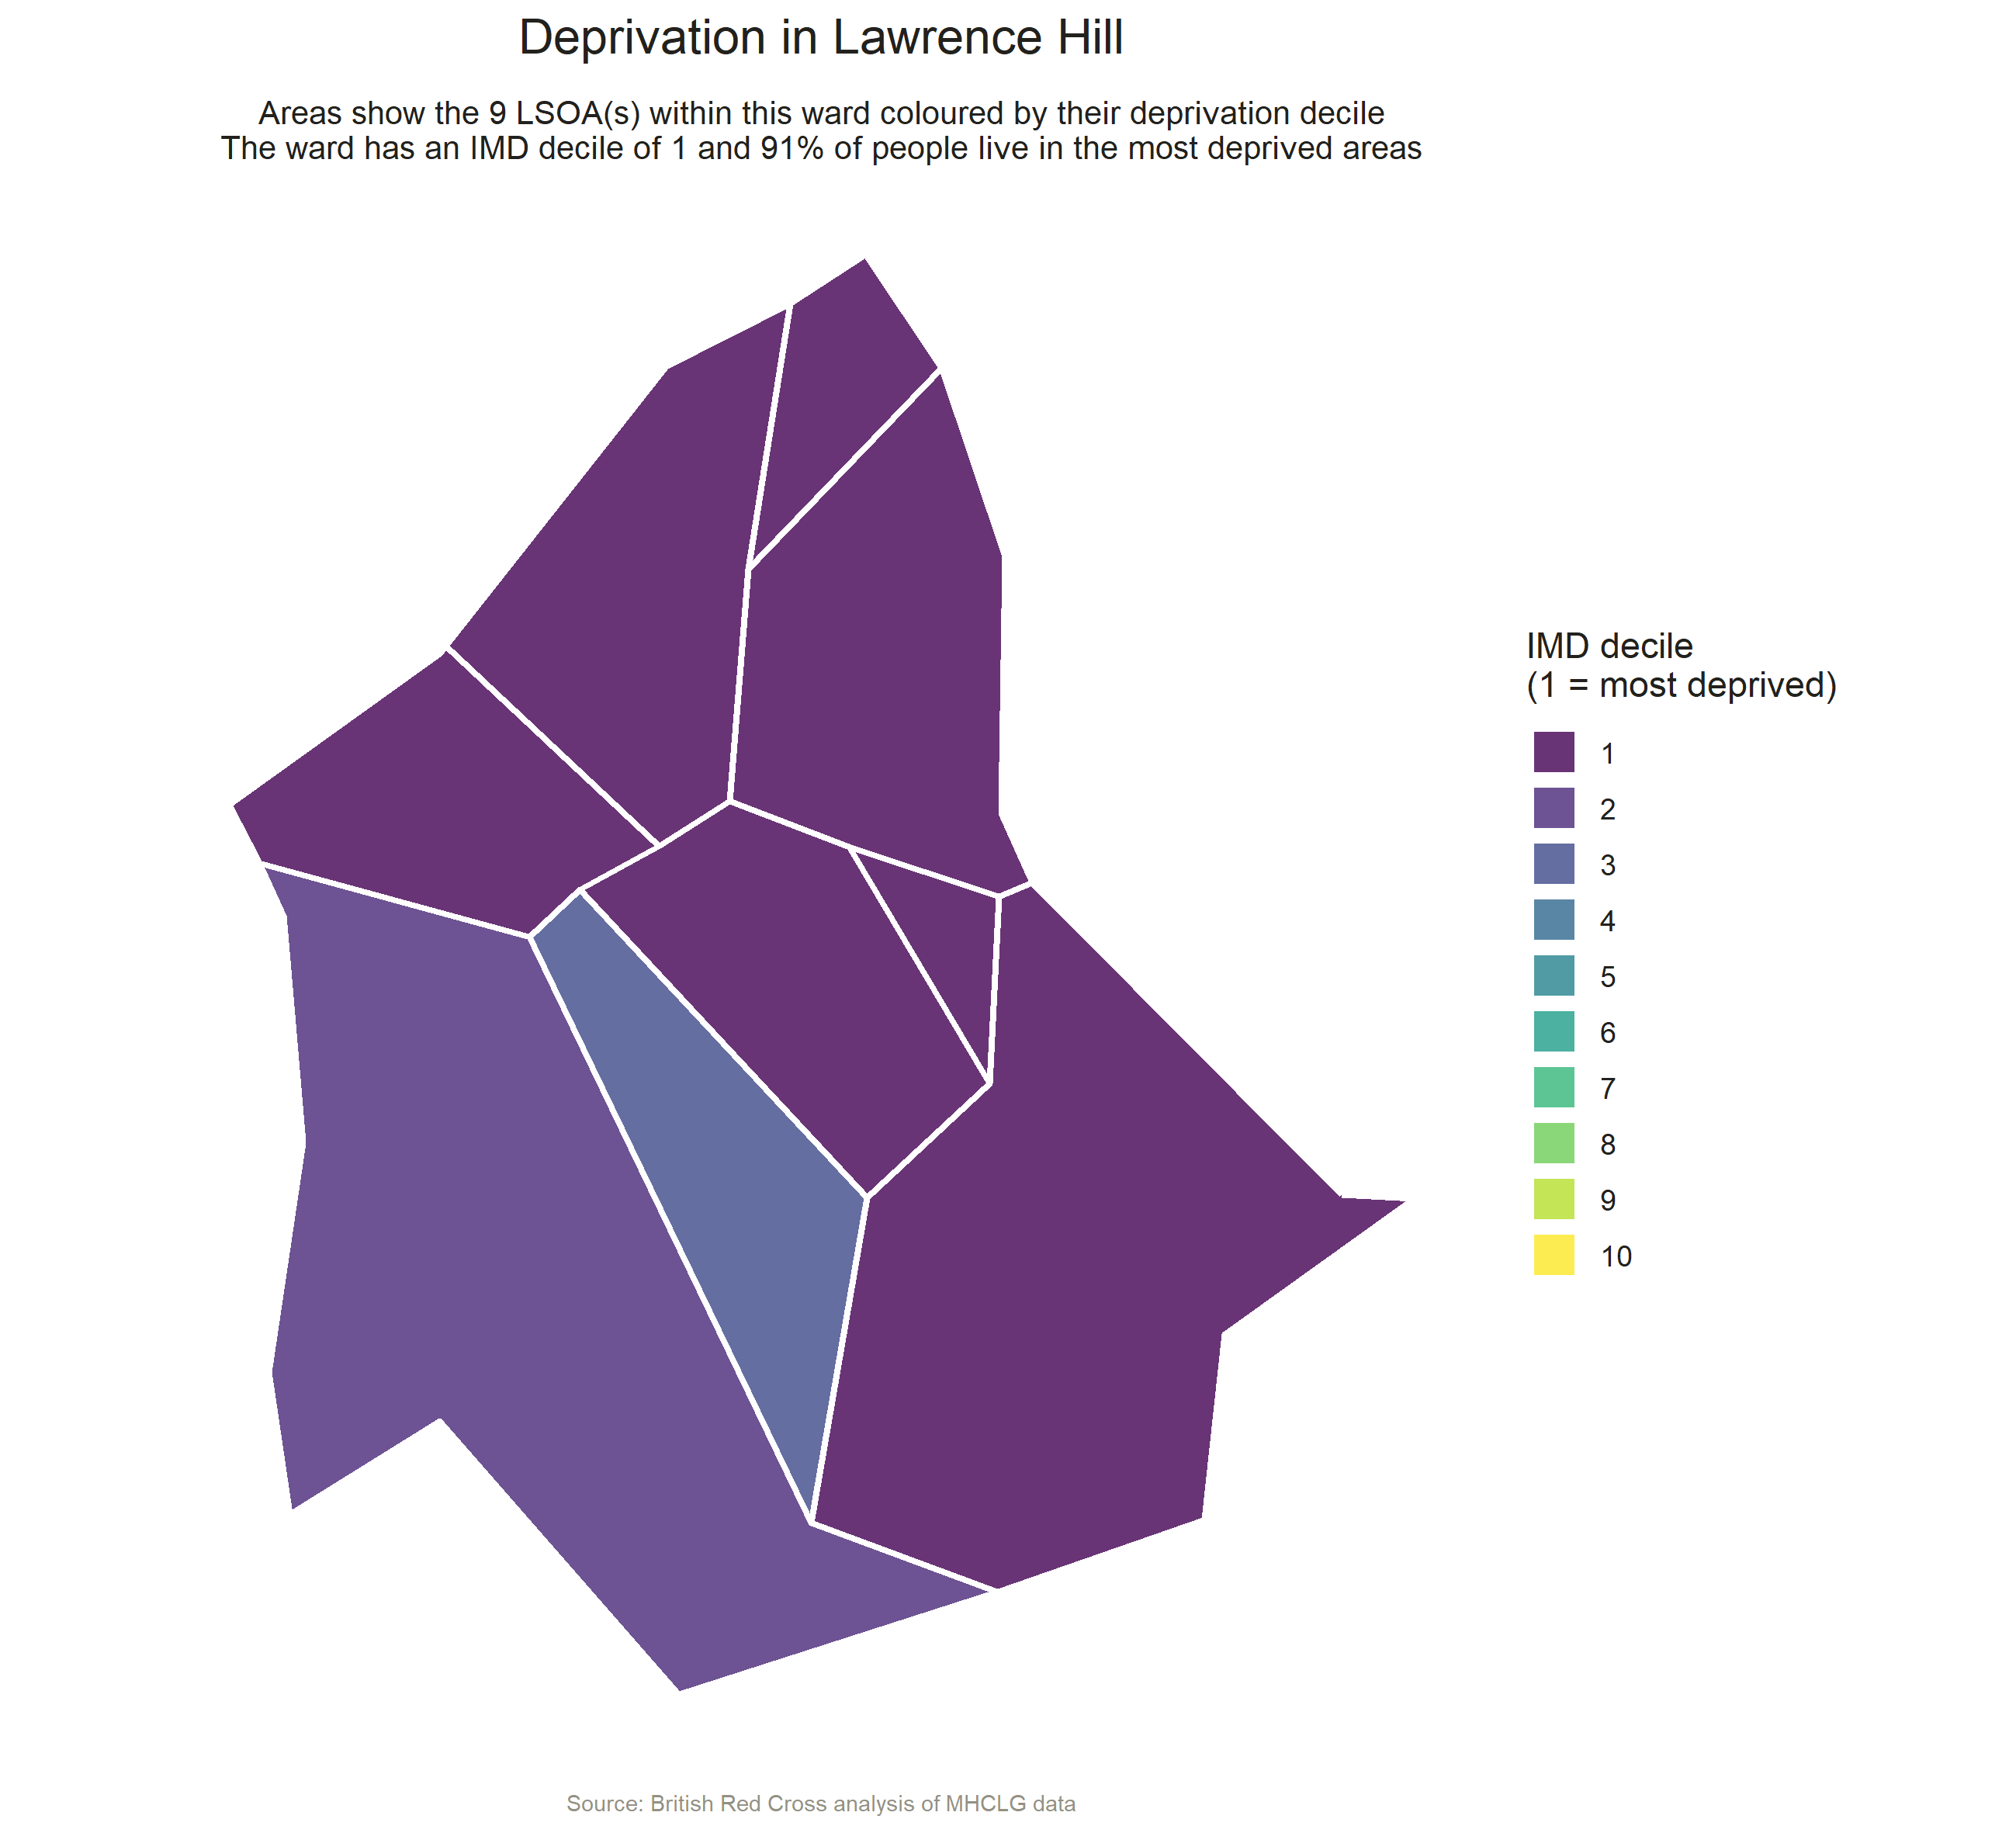 Deprivation in Lawrence Hill
Areas show the 9 LSOA(s) within this ward coloured by their deprivation decile
The ward has an IMD decile of 1 and 91% of people live in the most deprived areas
IMD decile
(1 = most deprived)
1
2
3
4
5
6
7
8
9
10
Source: British Red Cross analysis of MHCLG data